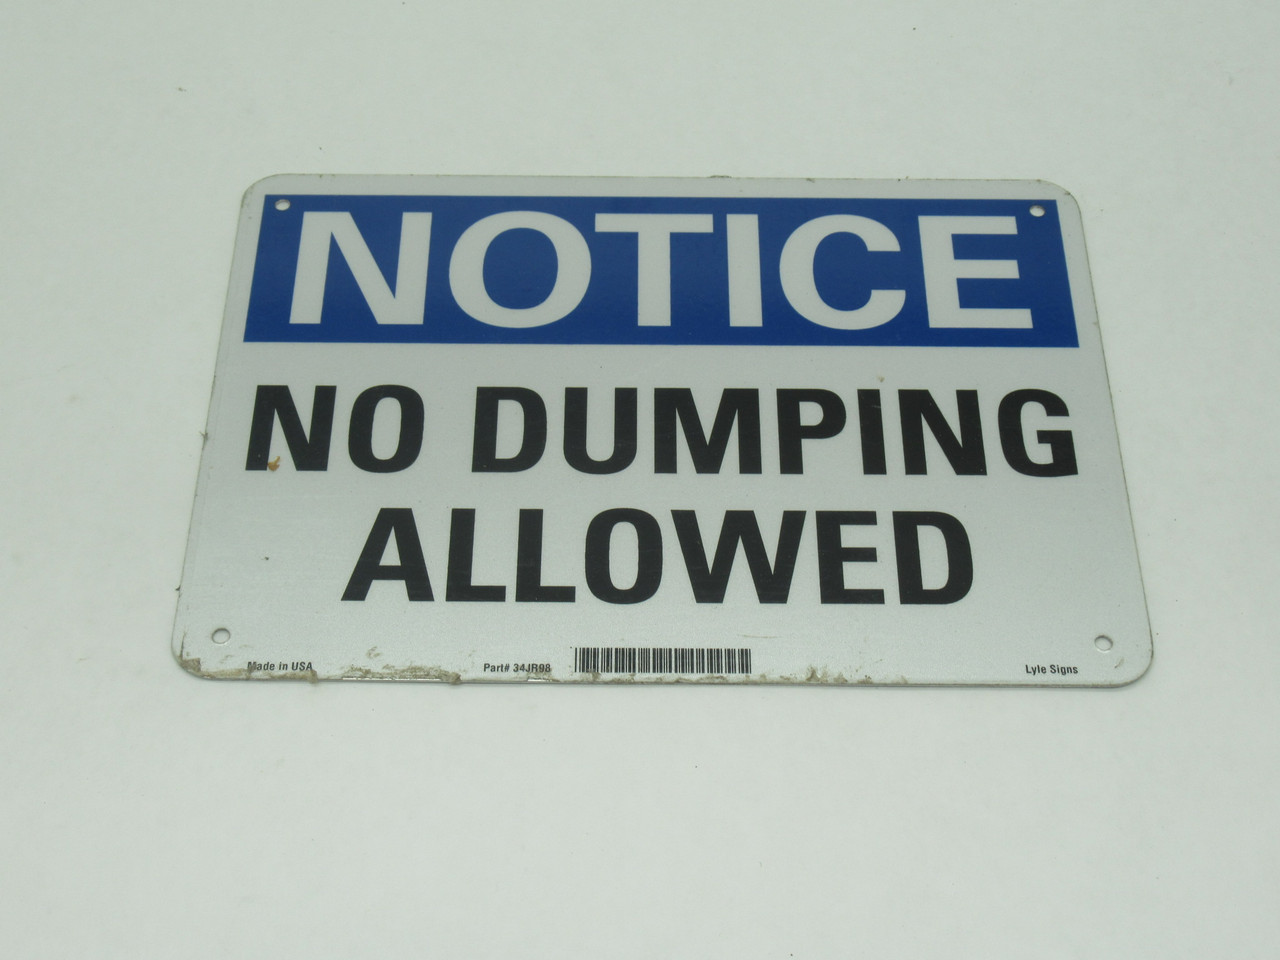 NOTICE
NO DUMPING
ALLOWED
Made in USA Part# 34JR98 Lyle Signs